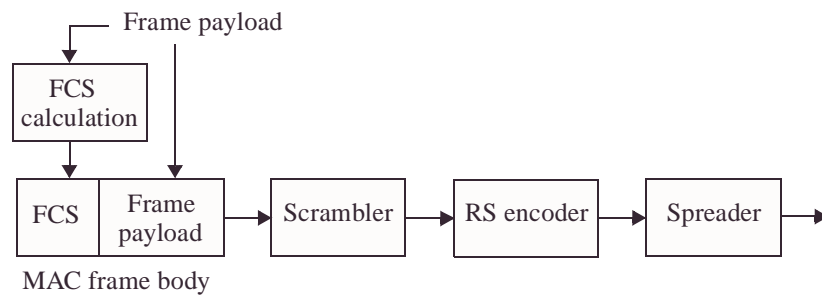 Frame payload
FCS
calculation
FCS
Frame
payload
Scrambler
RS encoder
Spreader
MAC frame body